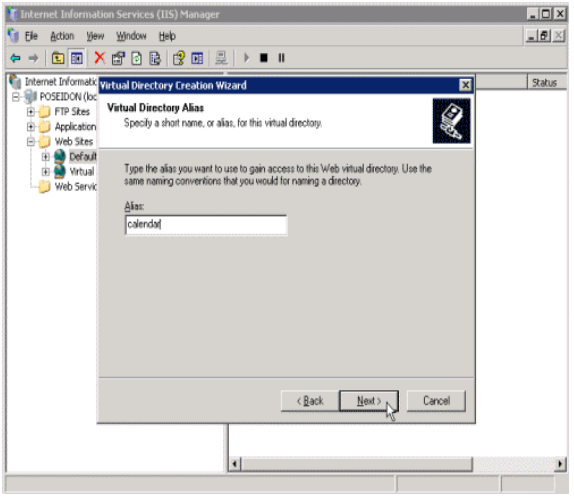 Internet Information Services (IIS) Manager
File Action View Window Help
Internet Informatic
POSEIDON (loc
FTP Sites
Application
Web Sites
Default
Virtual
Web Servic
Status
Virtual Directory Creation Wizard
Virtual Directory Alias
Specify a short name, or alias, for this virtual directory.
Type the alias you want to use to gain access to this Web virtual directory. Use the
same naming conventions that you would for naming a directory.
Alias:
calendar
< Back
Next >
Cancel